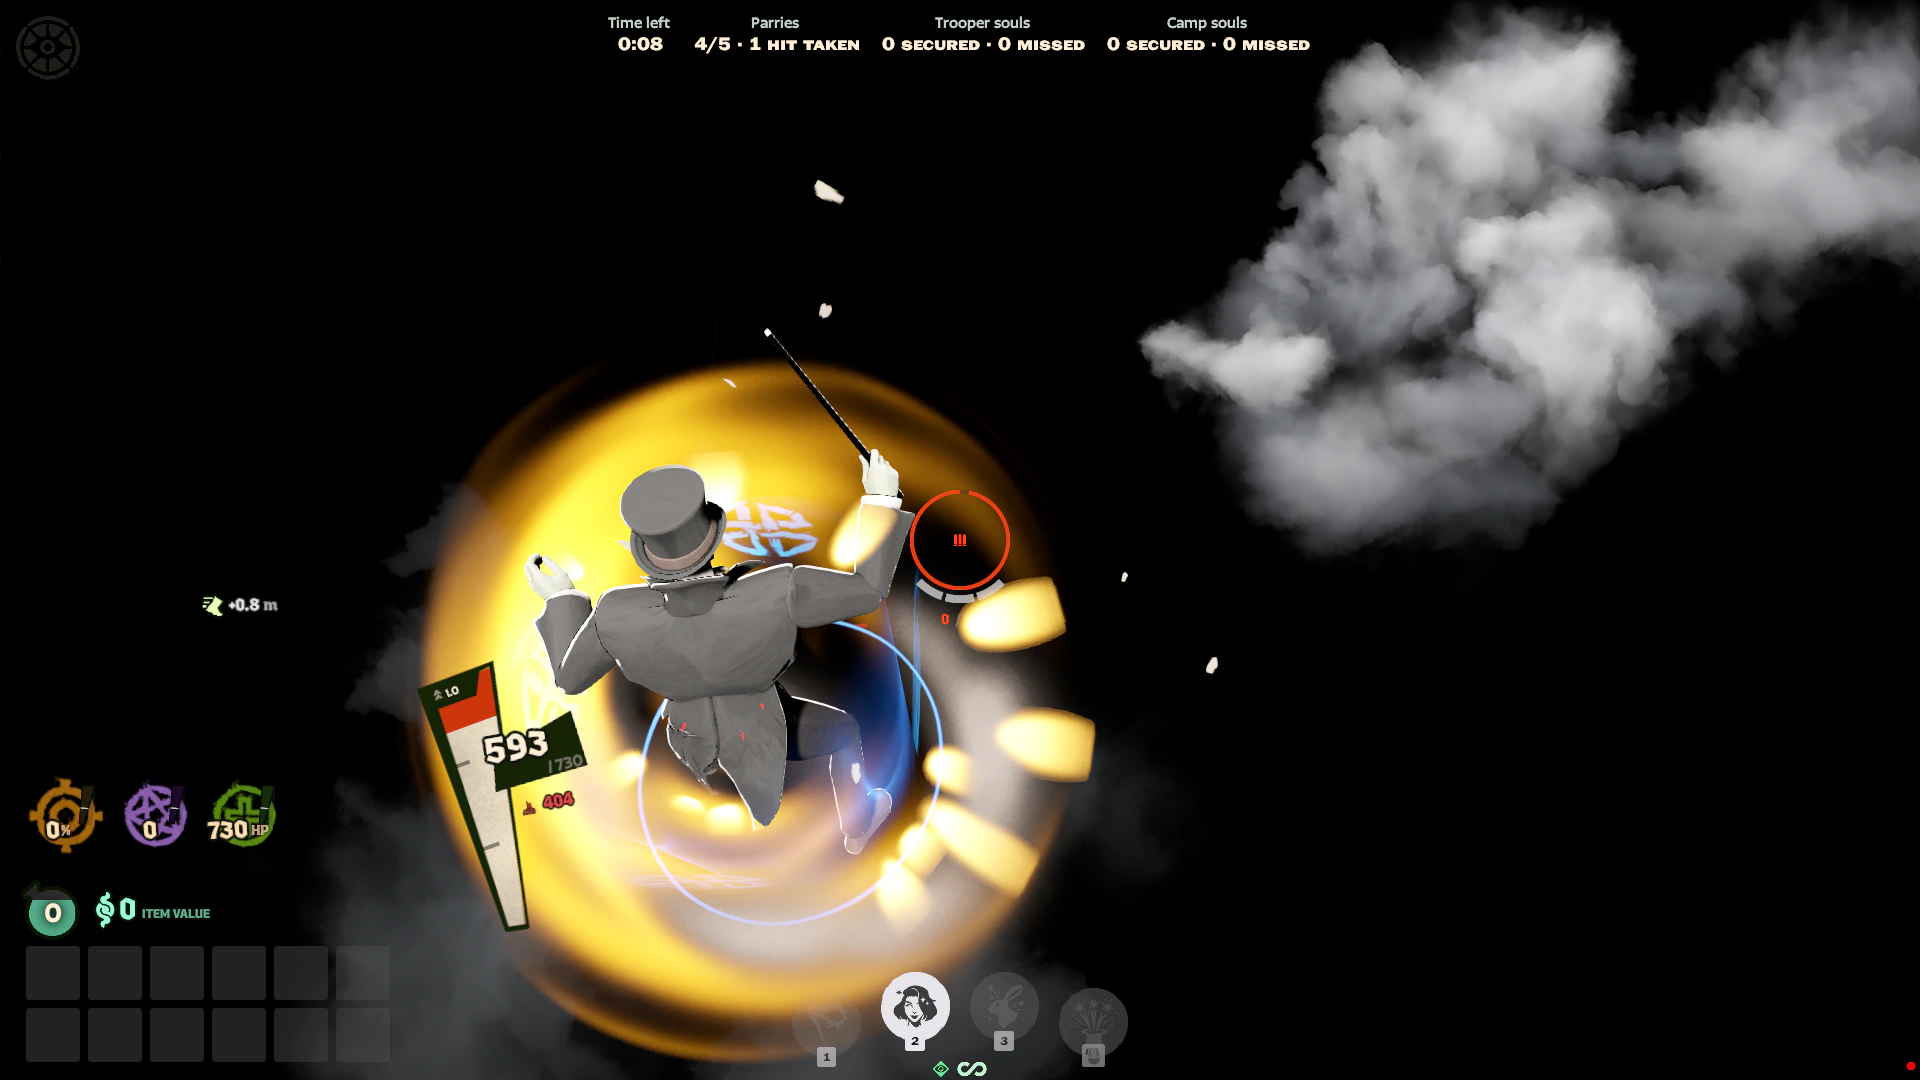 Time left
0:08
Parries
4/5 · 1 HIT TAKEN
Trooper souls
0 SECURED · 0 MISSED
Camp souls
0 SECURED · 0 MISSED
+0.8 m
0
1.0
593
/730
404
0%
0
730 HP
0
$0 ITEM VALUE
1
2
3